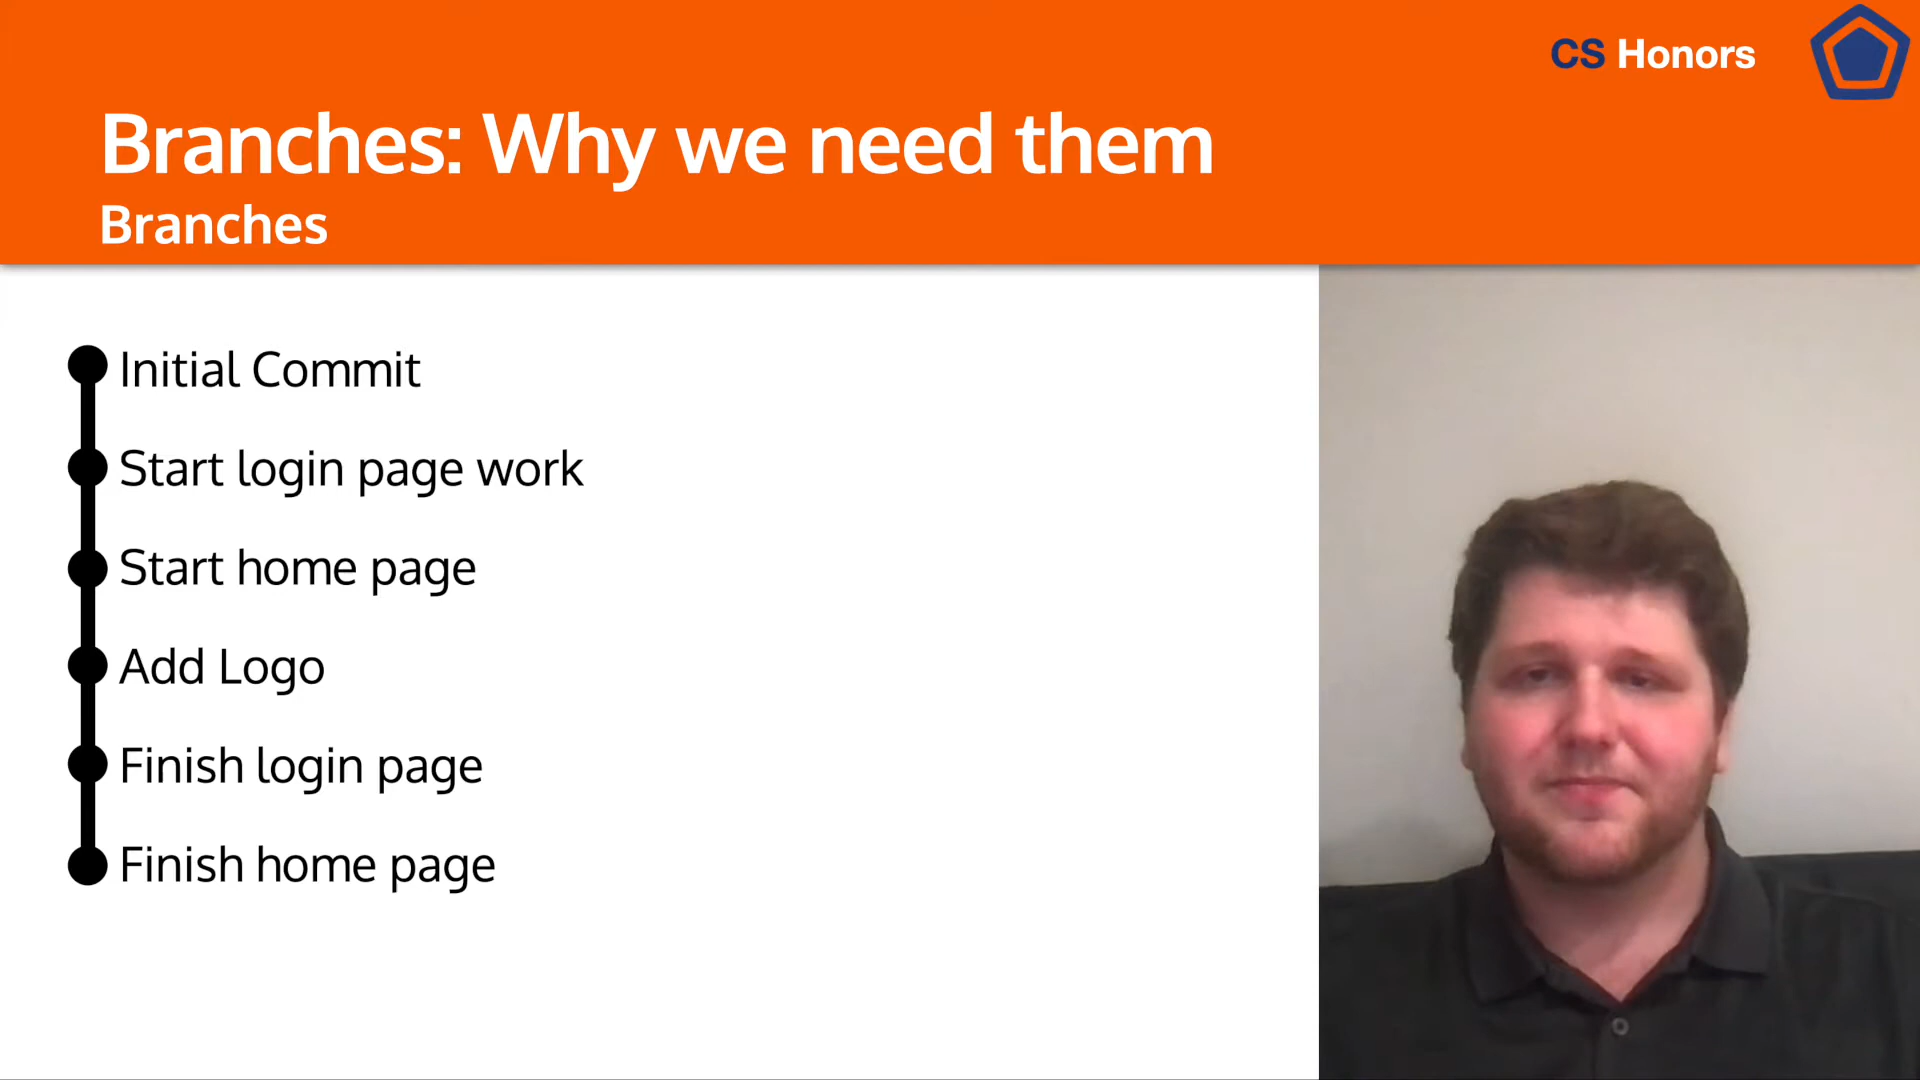 CS Honors
Branches: Why we need them
Branches
Initial Commit
Start login page work
Start home page
Add Logo
Finish login page
Finish home page